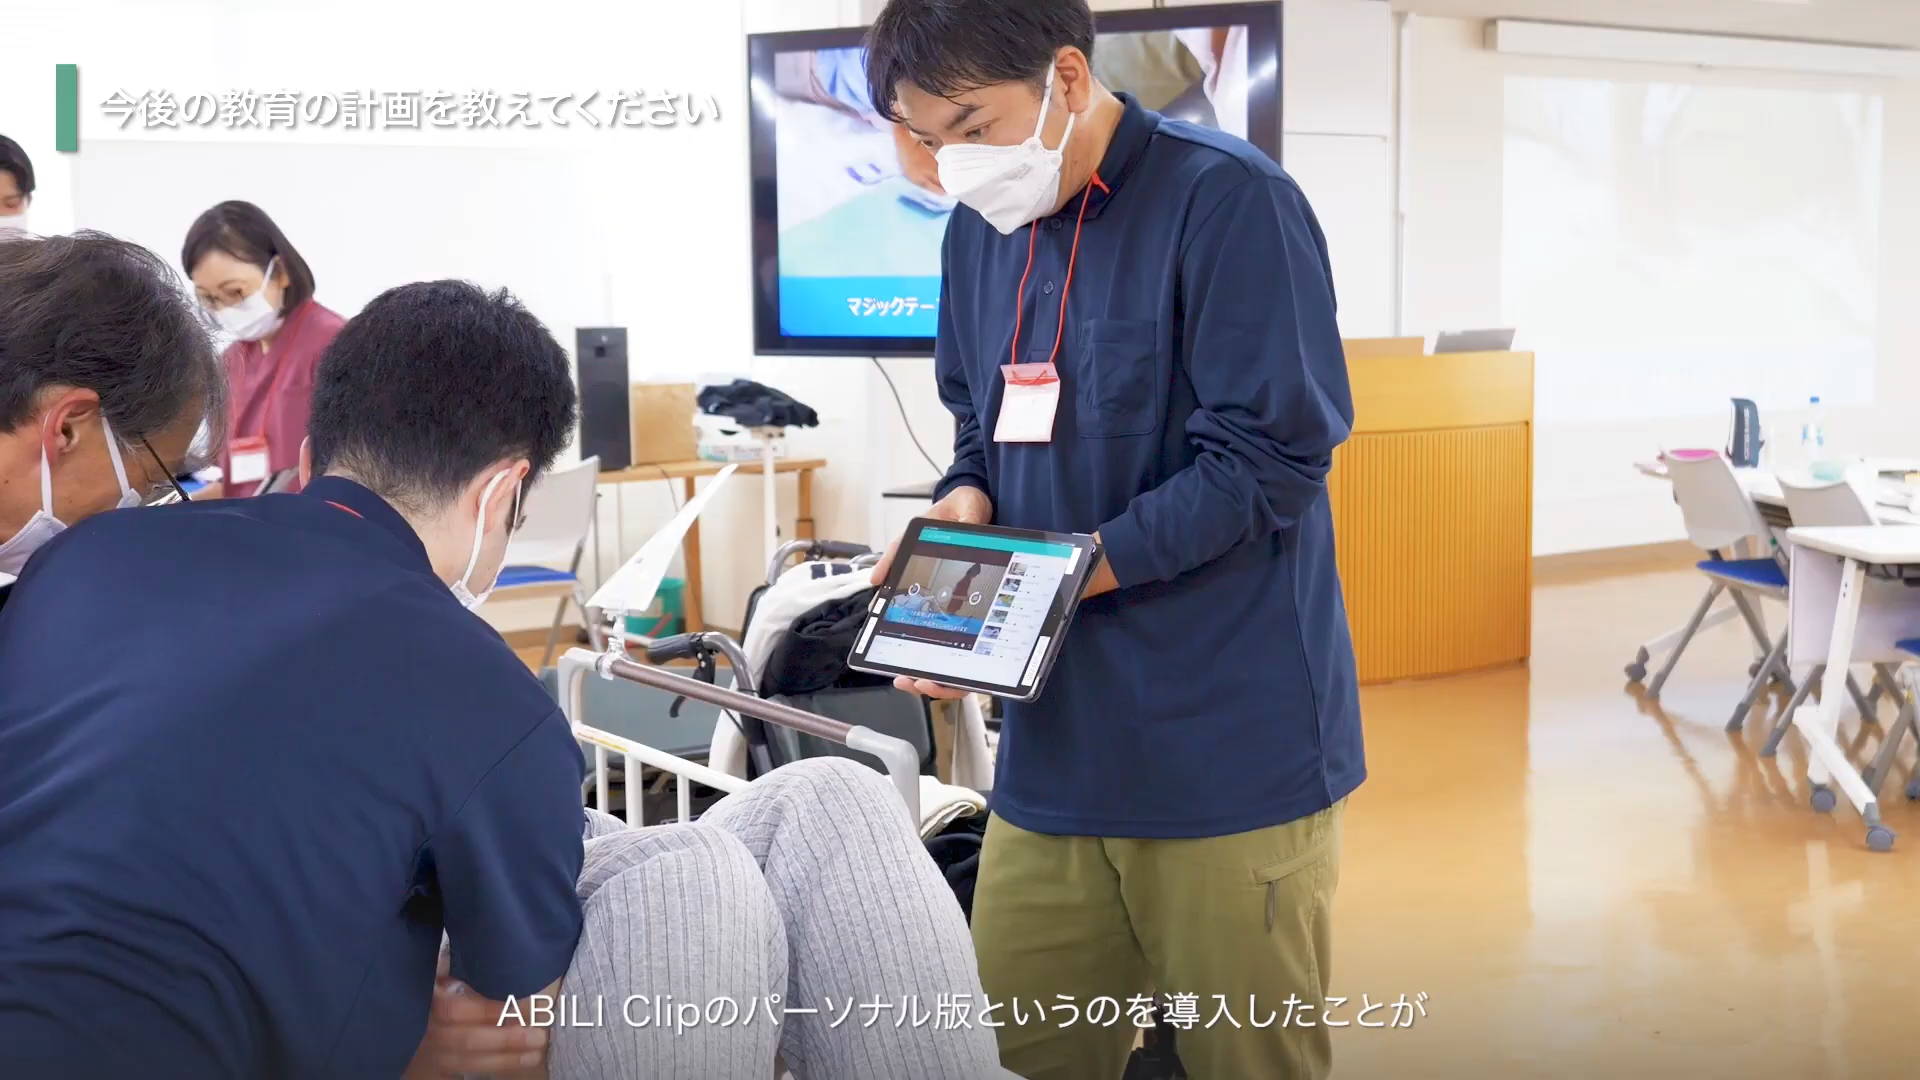 今後の教育の計画を教えてください
マジックテー
ABILI Clipのパーソナル版というのを導入したことが